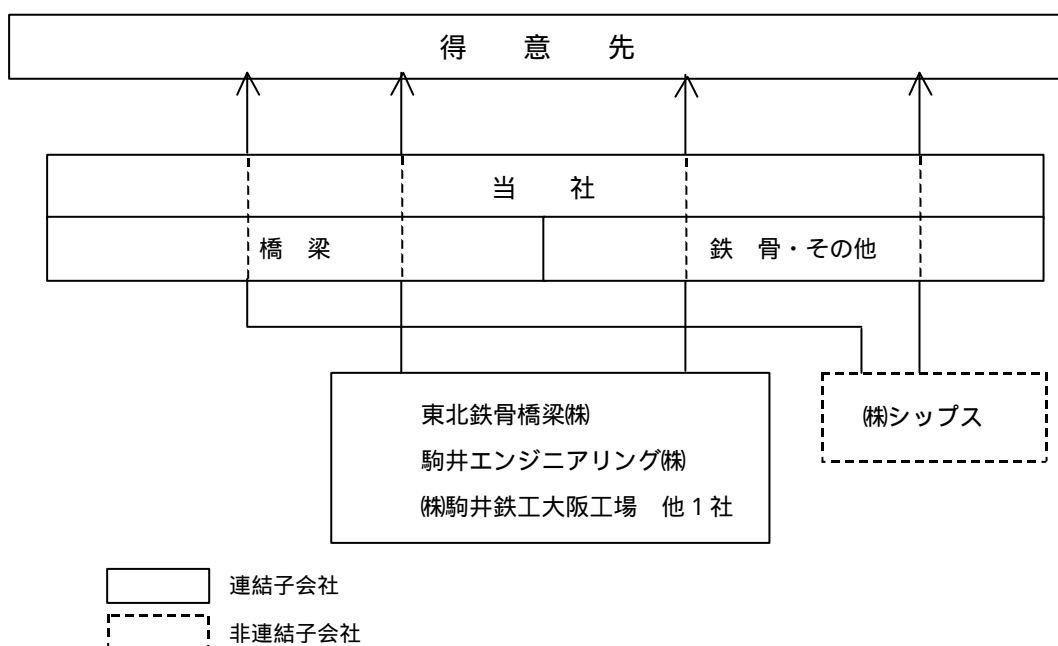 得　意　先
当　社
橋　梁
鉄　骨・その他
東北鉄骨橋梁㈱
駒井エンジニアリング㈱
㈱駒井鉄工大阪工場　他１社
㈱シップス
連結子会社
非連結子会社